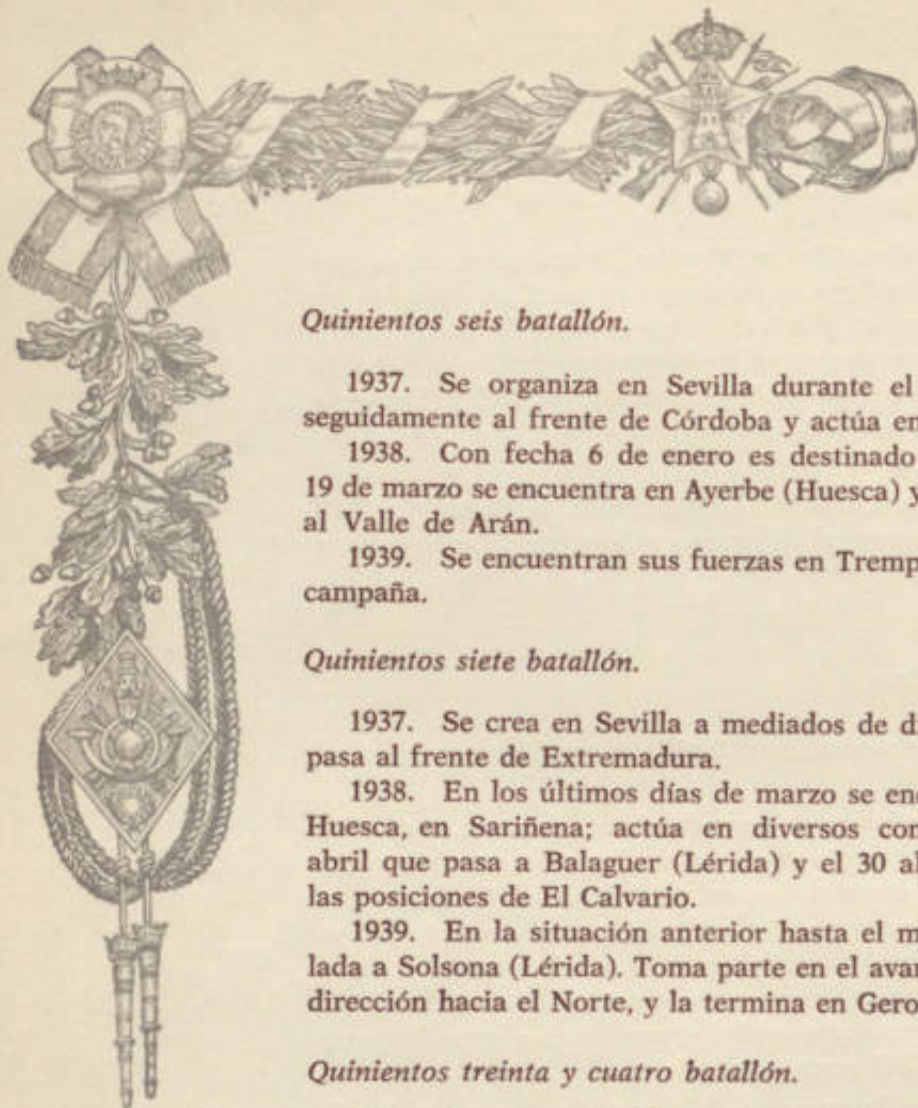 Quinientos seis batallón.
1937. Se organiza en Sevilla durante el
seguidamente al frente de Córdoba y actúa en
1938. Con fecha 6 de enero es destinado
19 de marzo se encuentra en Ayerbe (Huesca) y
al Valle de Arán.
1939. Se encuentran sus fuerzas en Tremp
campaña.
Quinientos siete batallón.
1937. Se crea en Sevilla a mediados de di
pasa al frente de Extremadura.
1938. En los últimos días de marzo se enc
Huesca, en Sariñena; actúa en diversos com
abril que pasa a Balaguer (Lérida) y el 30 al
las posiciones de El Calvario.
1939. En la situación anterior hasta el m
lada a Solsona (Lérida). Toma parte en el avan
dirección hacia el Norte, y la termina en Gero
Quinientos treinta y cuatro batallón.